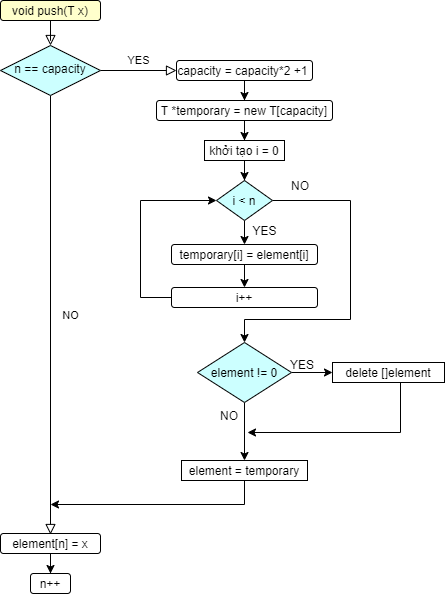 void push(T x)
n == capacity
YES
capacity = capacity*2 +1
T *temporary = new T[capacity]
khởi tạo i = 0
i < n
NO
YES
temporary[i] = element[i]
i++
NO
element != 0
YES
delete []element
NO
element = temporary
element[n] = x
n++